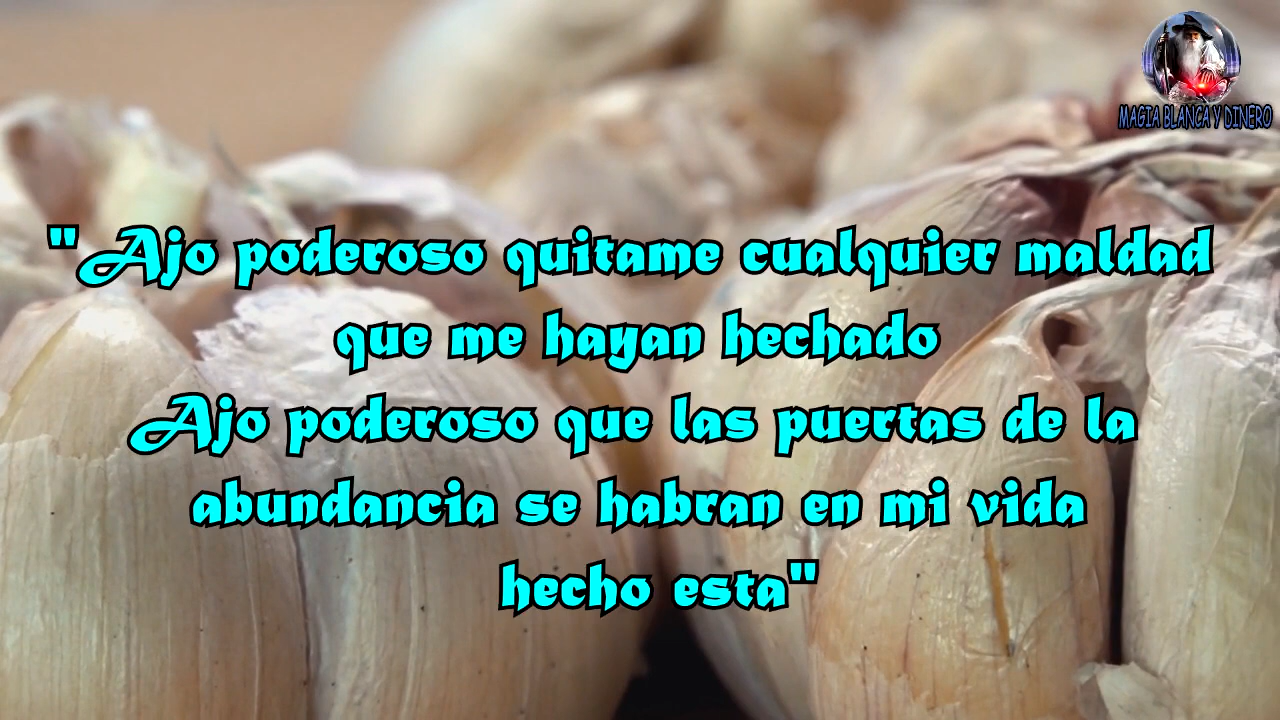 MAGIA BLANCA Y DINERO
"Ajo poderoso quitame cualquier maldad
que me hayan hechado
Ajo poderoso que las puertas de la
abundancia se habran en mi vida
hecho esta"